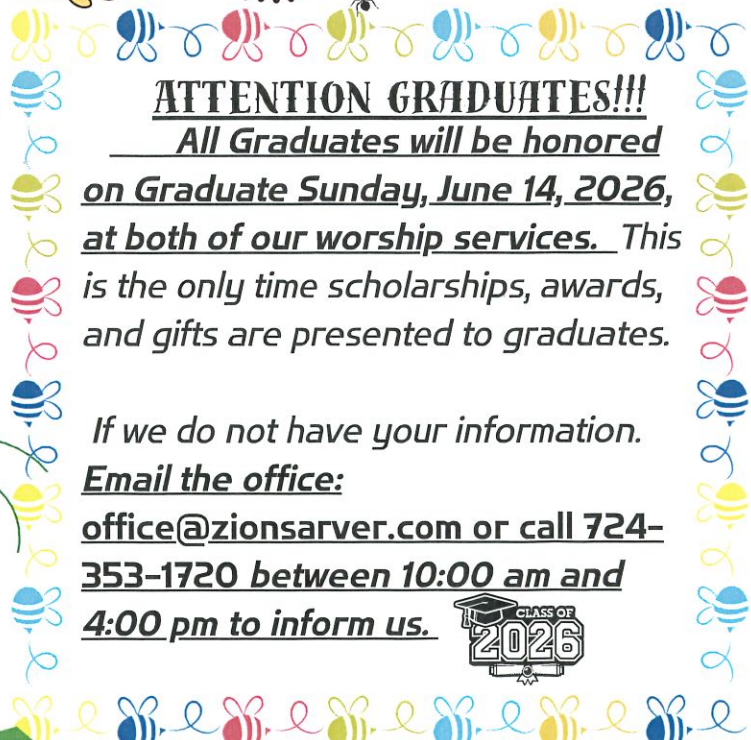 ATTENTION GRADUATES!!!
All Graduates will be honored
on Graduate Sunday, June 14, 2026,
at both of our worship services. This
is the only time scholarships, awards,
and gifts are presented to graduates.
If we do not have your information.
Email the office:
office@zionsarver.com or call 724-
353-1720 between 10:00 am and
4:00 pm to inform us.
CLASS OF
2026